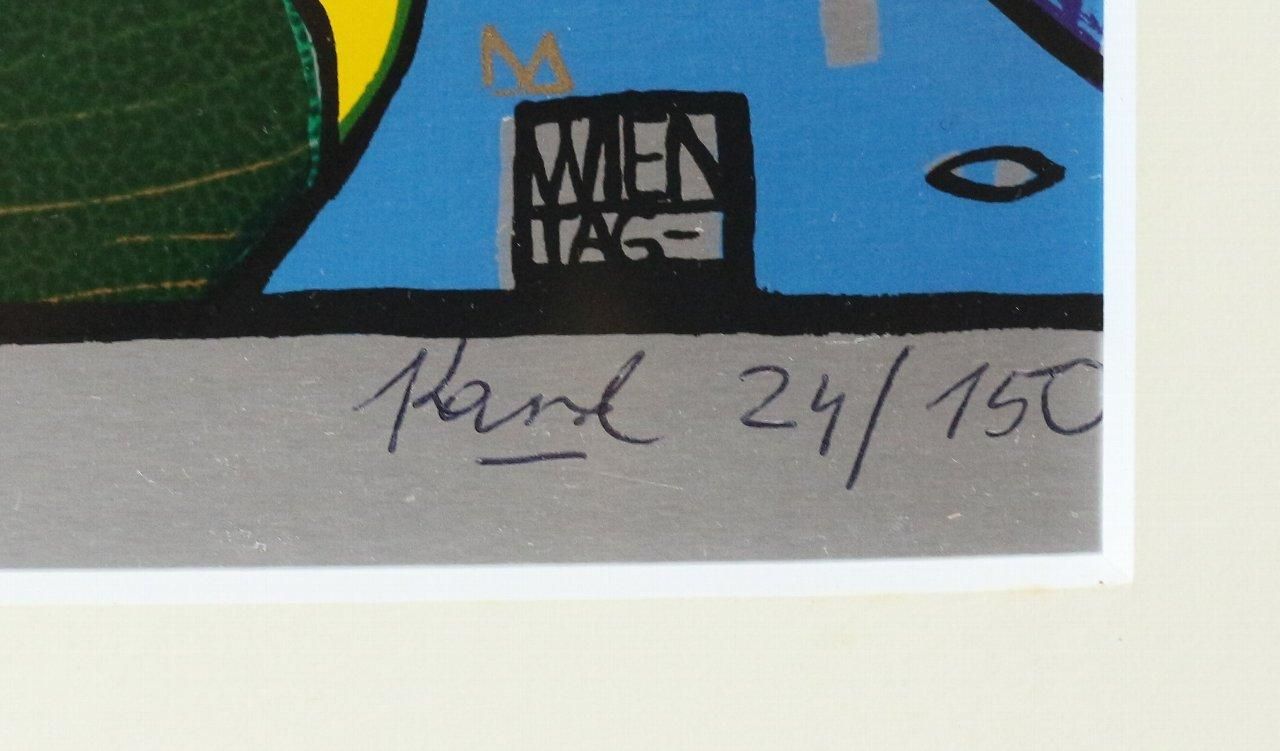 WIEN
TAG-
Karl 24/150